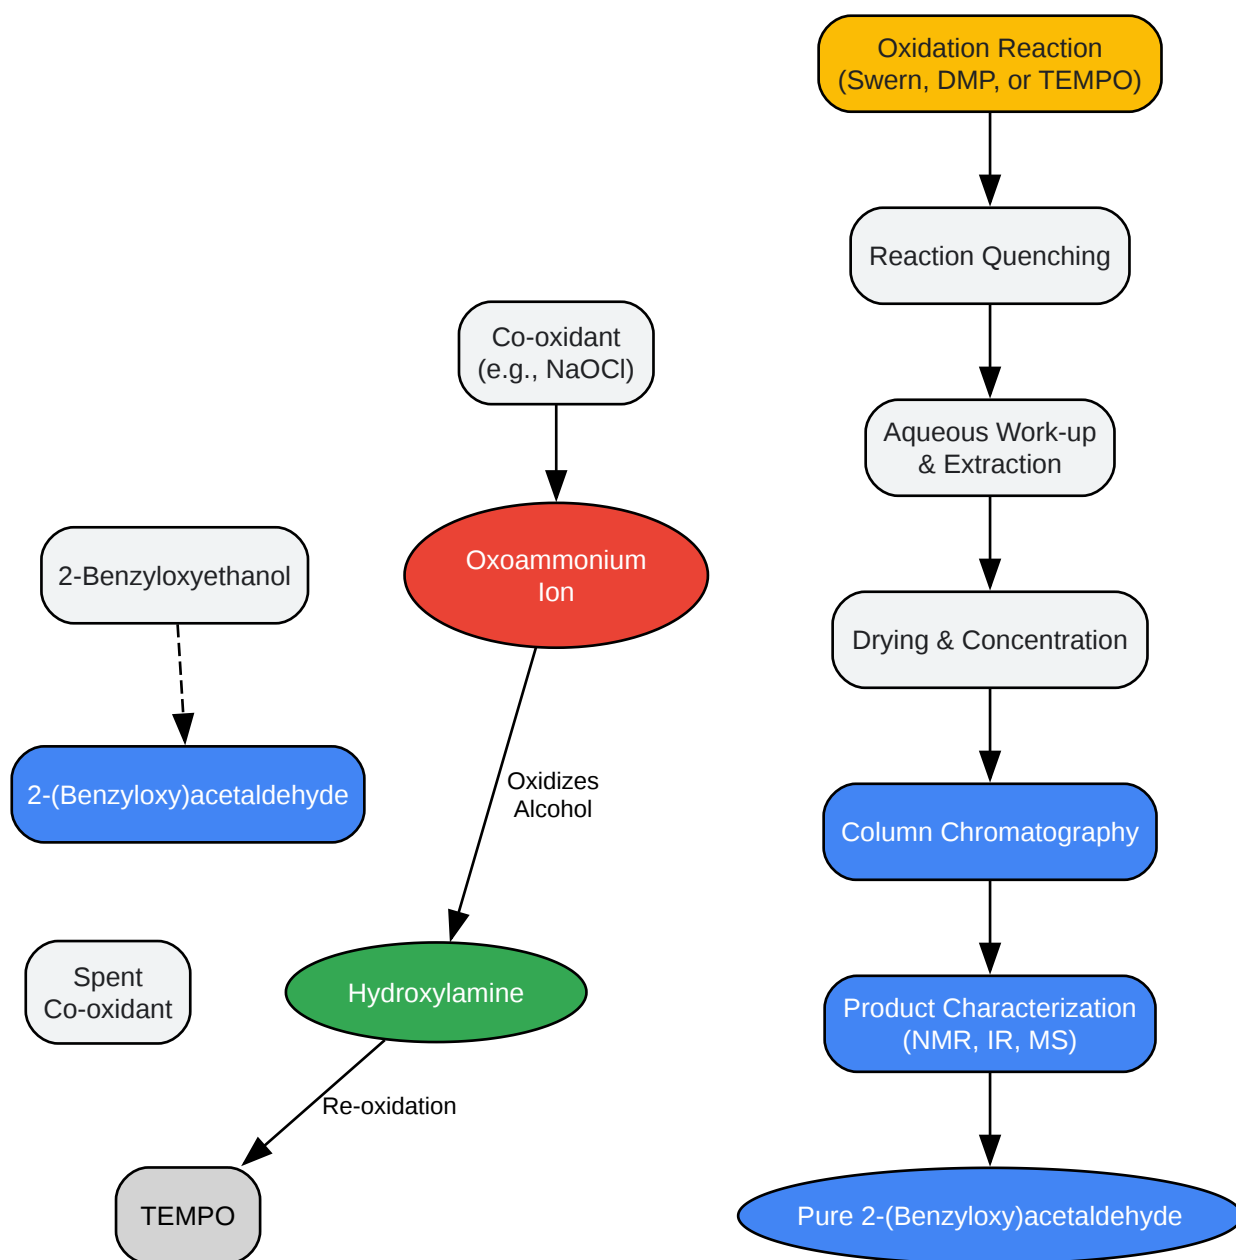 Oxidation Reaction
(Swern, DMP, or TEMPO)
Reaction Quenching
Co-oxidant
(e.g., NaOCl)
Aqueous Work-up
& Extraction
Oxoammonium
Ion
2-Benzyloxyethanol
Drying & Concentration
Oxidizes
Alcohol
2-(Benzyloxy)acetaldehyde
Column Chromatography
Spent
Co-oxidant
Hydroxylamine
Product Characterization
(NMR, IR, MS)
Re-oxidation
TEMPO
Pure 2-(Benzyloxy)acetaldehyde